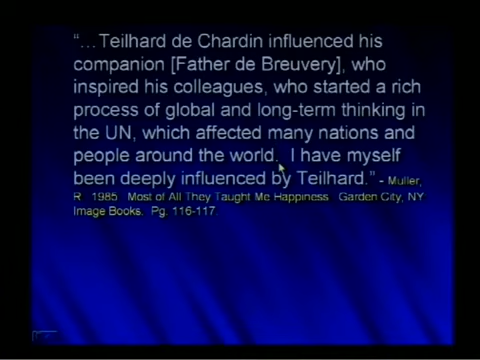 “…Teilhard de Chardin influenced his
companion [Father de Breuvery], who
inspired his colleagues, who started a rich
process of global and long-term thinking in
the UN, which affected many nations and
people around the world.  I have myself
been deeply influenced by Teilhard.” - Muller,
R  1985  Most of All They Taught Me Happiness  Garden City, NY
Image Books.  Pg. 116-117.